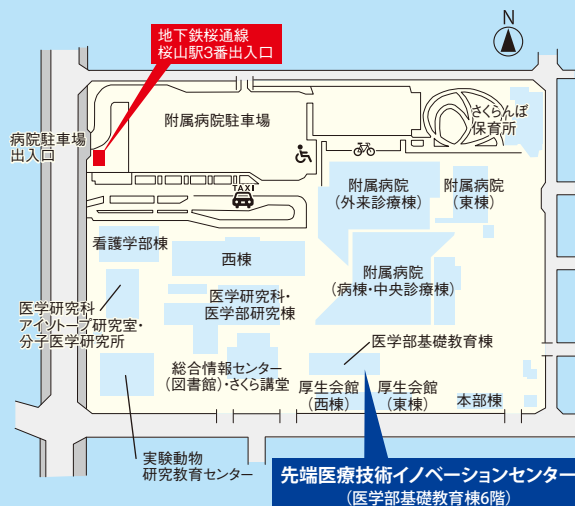 N
地下鉄桜通線
桜山駅3番出入口
さくらんぼ
保育所
附属病院駐車場
病院駐車場
出入口
TAXI
附属病院
(外来診療棟)
附属病院
(東棟)
看護学部棟
西棟
附属病院
(病棟・中央診療棟)
医学研究科・
医学部研究棟
医学研究科
アイソトープ研究室・
分子医学研究所
医学部基礎教育棟
総合情報センター
(図書館)・さくら講堂
厚生会館
(西棟)
厚生会館
(東棟)
本部棟
実験動物
研究教育センター
先端医療技術イノベーションセンター
(医学部基礎教育棟6階)